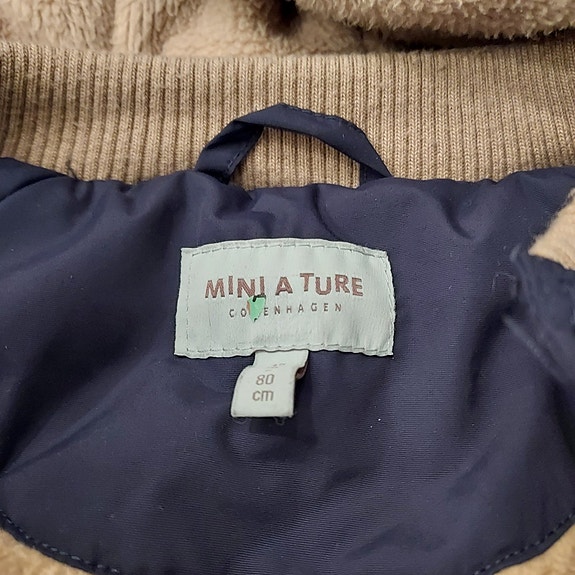 MINI A TURE
COPENHAGEN
80
cm